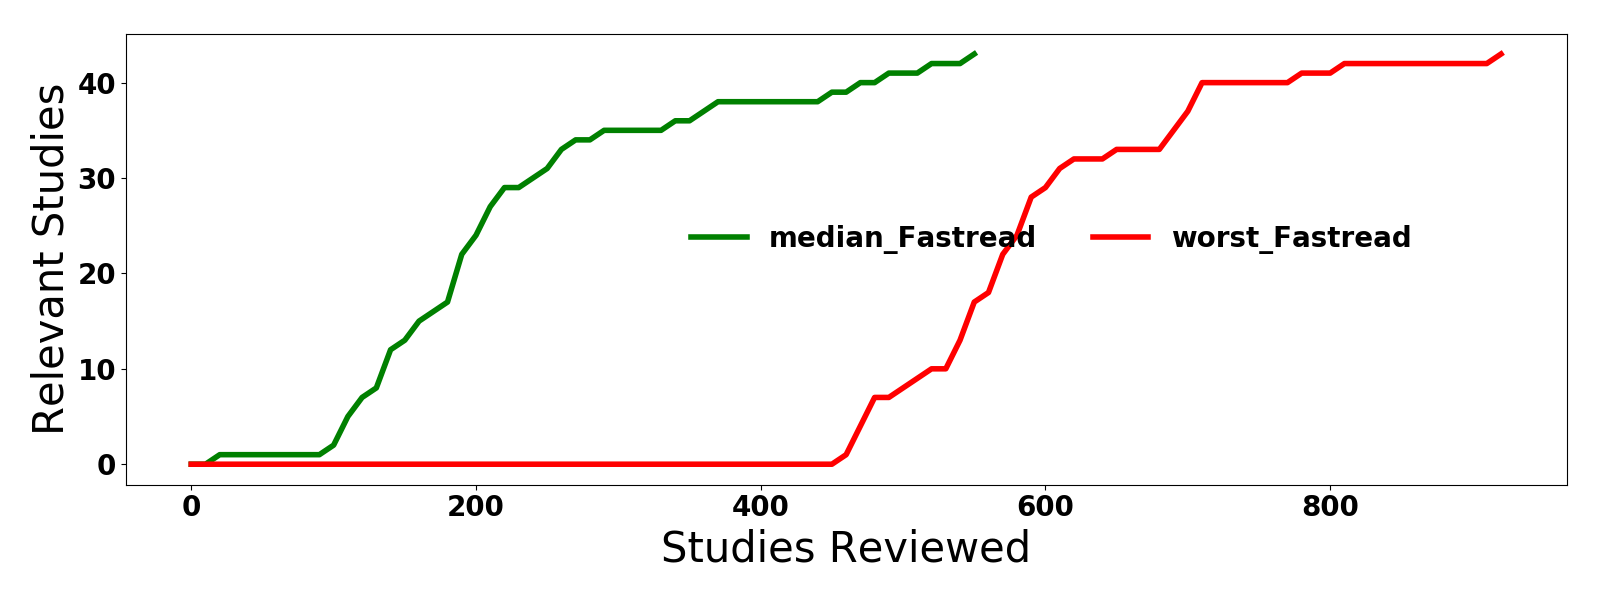 Relevant Studies
40
30
20
10
0
median_Fastread
worst_Fastread
0 200 400 600 800
Studies Reviewed